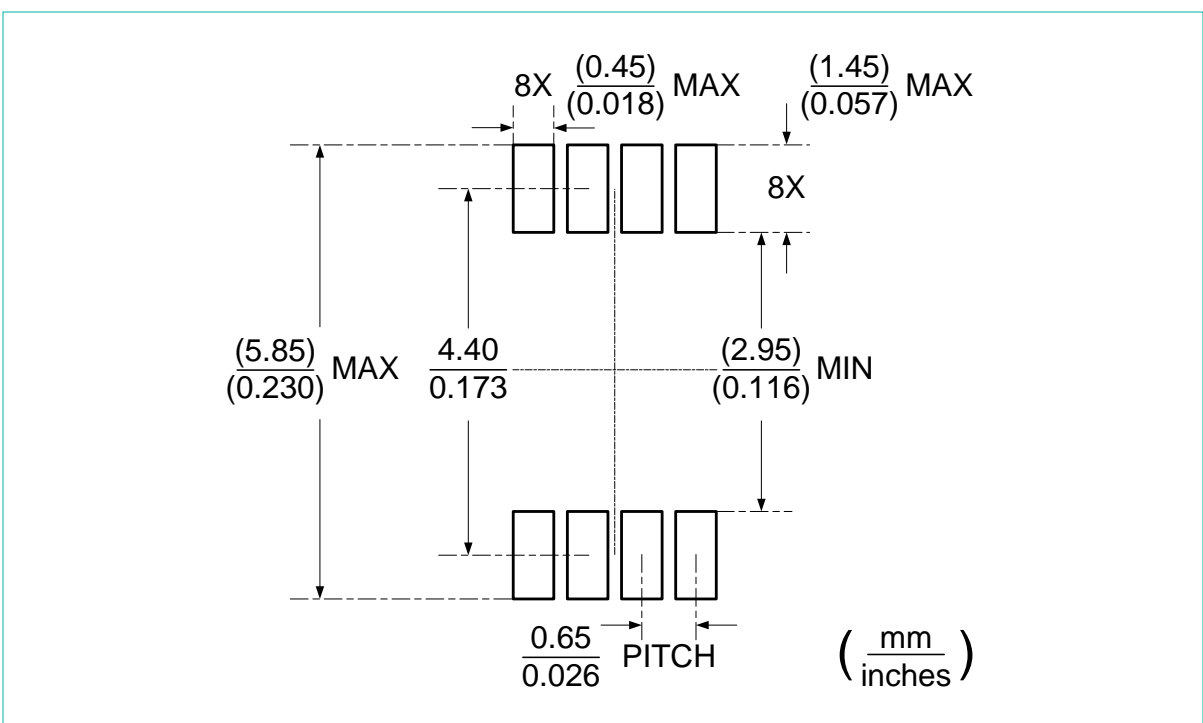 8X (0.45) MAX
(0.018)
(1.45) MAX
(0.057)
8X
(5.85) MAX
(0.230)
4.40
0.173
(2.95) MIN
(0.116)
0.65 PITCH
0.026
( mm )
inches